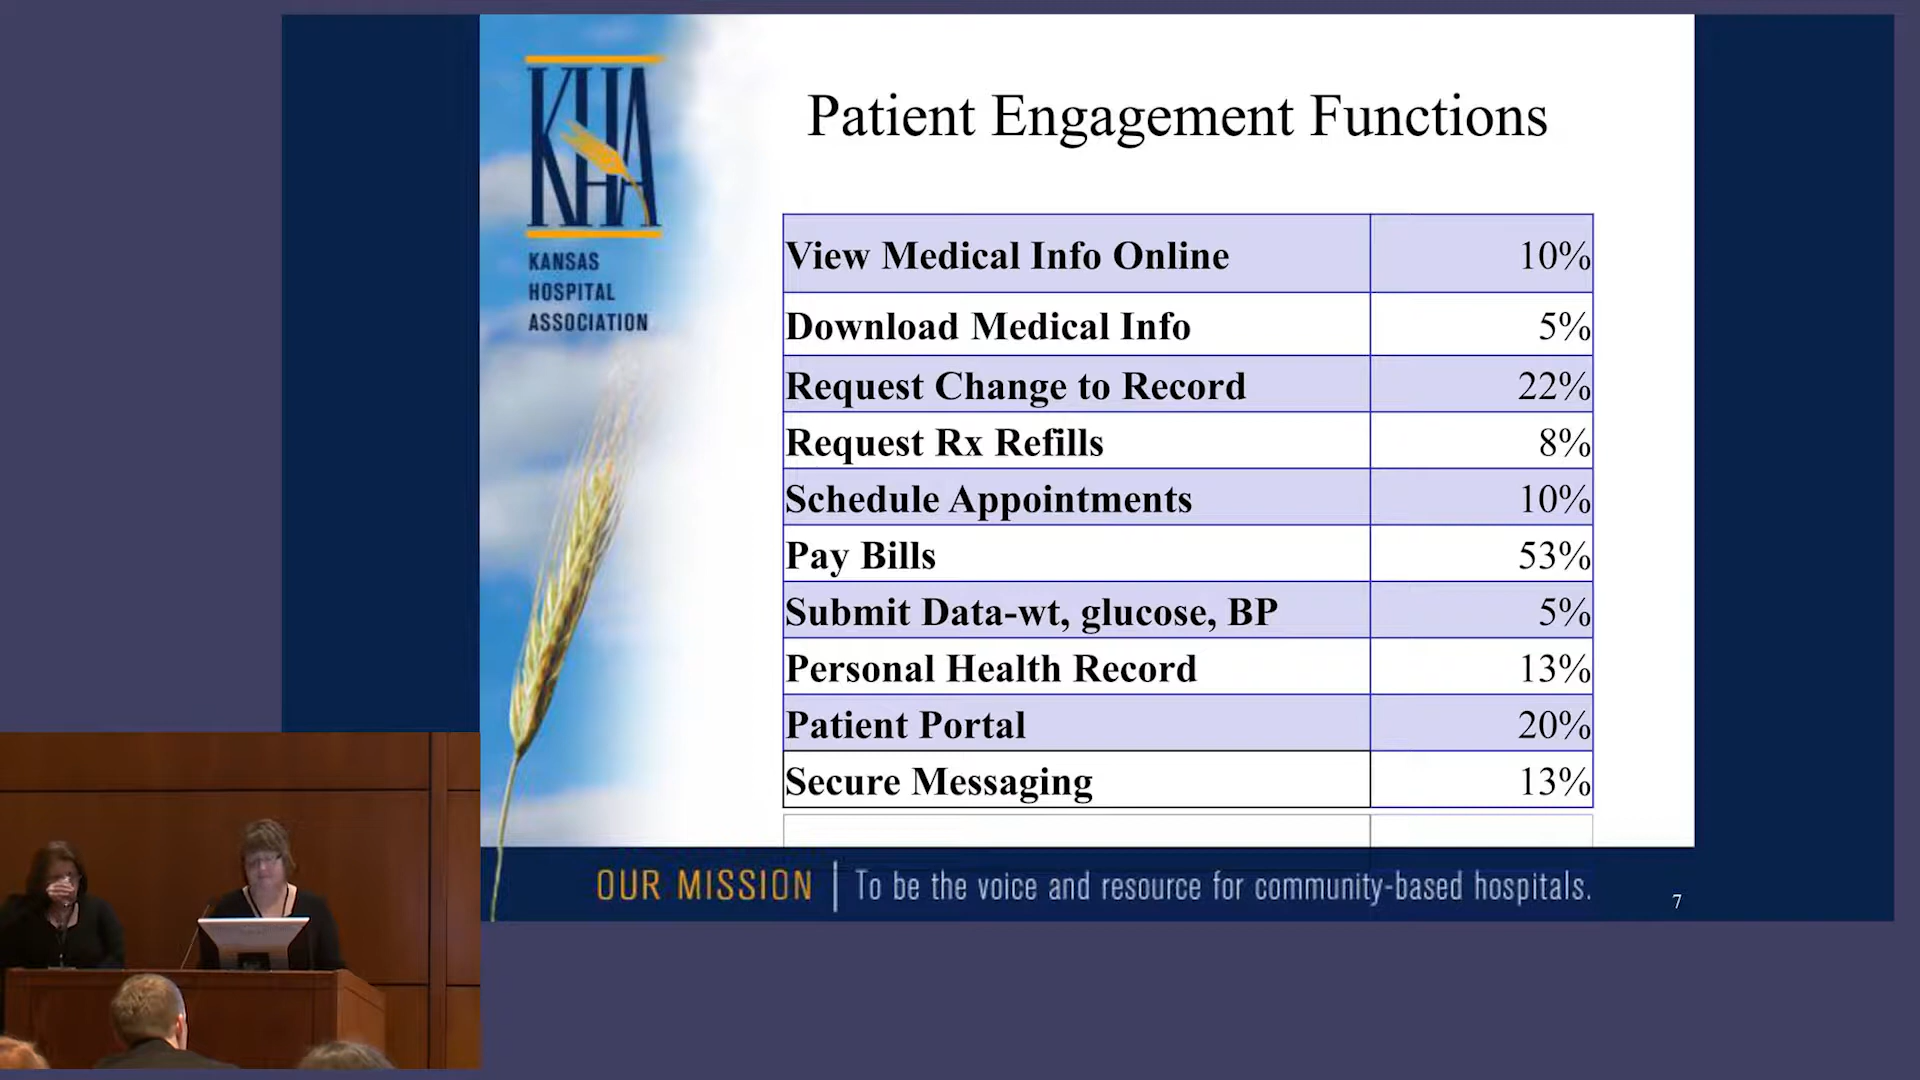 KHA
KANSAS
HOSPITAL
ASSOCIATION
Patient Engagement Functions
View Medical Info Online 10%
Download Medical Info 5%
Request Change to Record 22%
Request Rx Refills 8%
Schedule Appointments 10%
Pay Bills 53%
Submit Data-wt, glucose, BP 5%
Personal Health Record 13%
Patient Portal 20%
Secure Messaging 13%
OUR MISSION | To be the voice and resource for community-based hospitals.
7